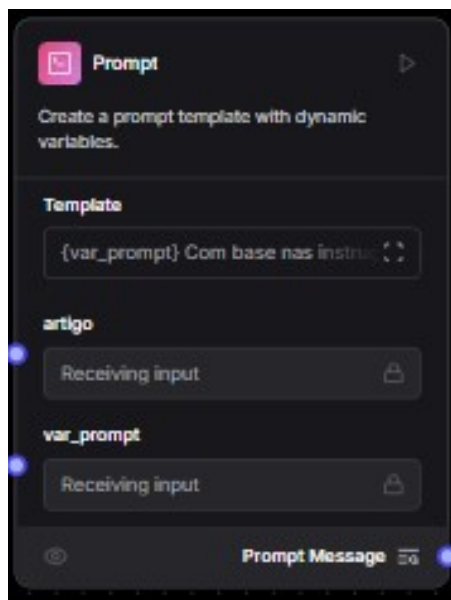 Prompt
Create a prompt template with dynamic
variables.
Template
{var_prompt} Com base nas
artigo
Receiving input
var_prompt
Receiving input
Prompt Message